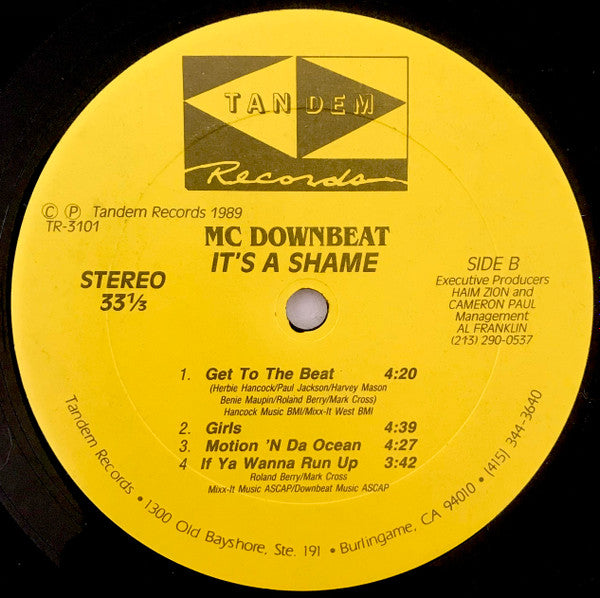 TANDEM
Records
© ℗ Tandem Records 1989
TR-3101
MC DOWNBEAT
IT'S A SHAME
STEREO
33⅓
SIDE B
Executive Producers
HAIM ZION and
CAMERON PAUL
Management
AL FRANKLIN
(213) 290-0537
1. Get To The Beat 4:20
(Herbie Hancock/Paul Jackson/Harvey Mason
Benie Maupin/Roland Berry/Mark Cross)
Hancock Music BMI/Mixx-It West BMI
2. Girls 4:39
3. Motion 'N Da Ocean 4:27
4 If Ya Wanna Run Up 3:42
Roland Berry/Mark Cross
Mixx-It Music ASCAP/Downbeat Music ASCAP
Tandem Records • 1300 Old Bayshore, Ste. 191 • Burlingame, CA 94010 • (415) 344-3640